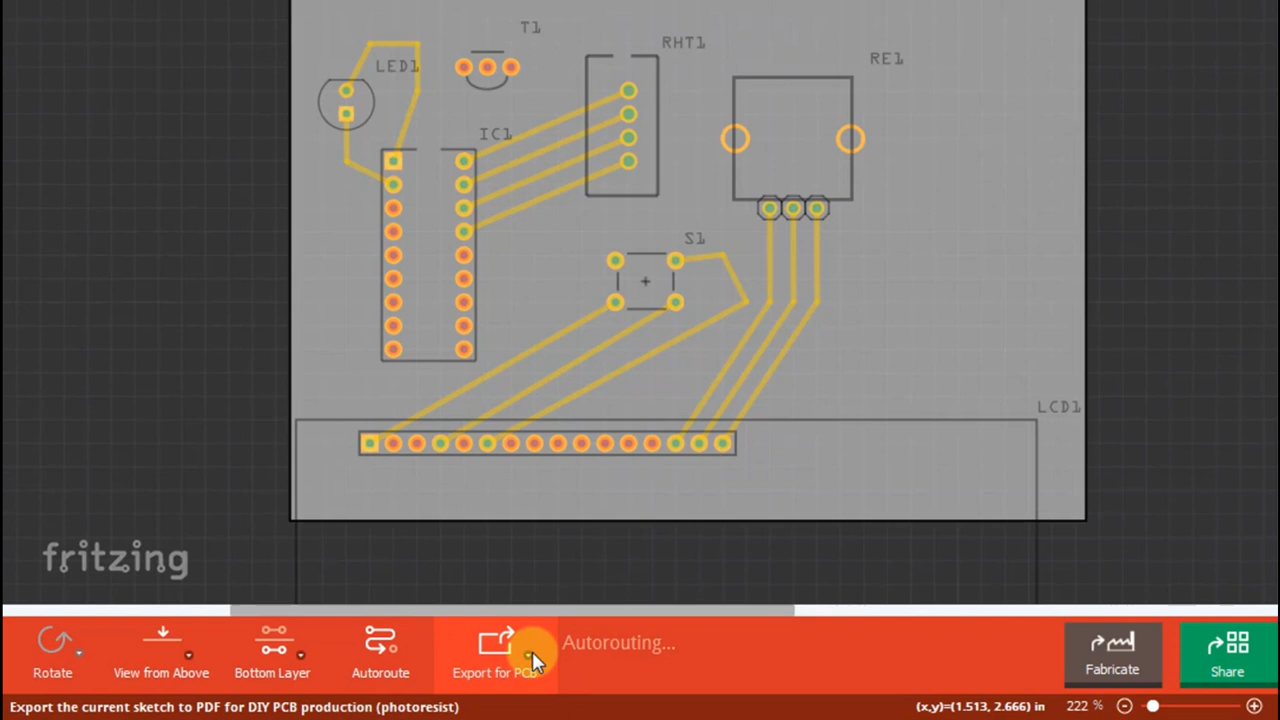 T1
RHT1
RE1
LED1
IC1
S1
LCD1
fritzing
Rotate
View from Above
Bottom Layer
Autoroute
Export for PCB
Autorouting...
Fabricate
Share
Export the current sketch to PDF for DIY PCB production (photoresist)
(x,y)=(1.513, 2.666) in
222 %